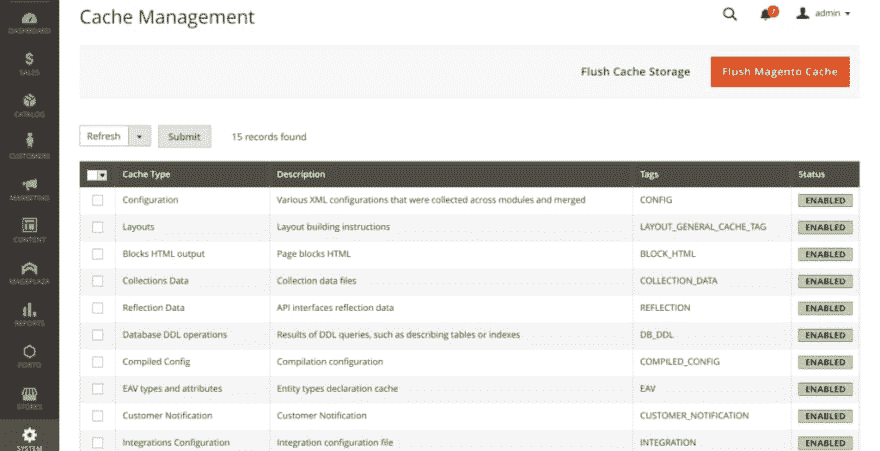 Cache Management
7
admin
Flush Cache Storage
Flush Magento Cache
Refresh
Submit
15 records found
Cache Type Description Tags Status
Configuration Various XML configurations that were collected across modules and merged CONFIG ENABLED
Layouts Layout building instructions LAYOUT_GENERAL_CACHE_TAG ENABLED
Blocks HTML output Page blocks HTML BLOCK_HTML ENABLED
Collections Data Collection data files COLLECTION_DATA ENABLED
Reflection Data API interfaces reflection data REFLECTION ENABLED
Database DDL operations Results of DDL queries, such as describing tables or indexes DB_DDL ENABLED
Compiled Config Compilation configuration COMPILED_CONFIG ENABLED
EAV types and attributes Entity types declaration cache EAV ENABLED
Customer Notification Customer Notification CUSTOMER_NOTIFICATION ENABLED
Integrations Configuration Integration configuration file INTEGRATION ENABLED
DASHBOARD
$
SALES
CATALOG
CUSTOMERS
MARKETING
CONTENT
MAGEPLAZA
REPORTS
PORTO
STORES
SYSTEM